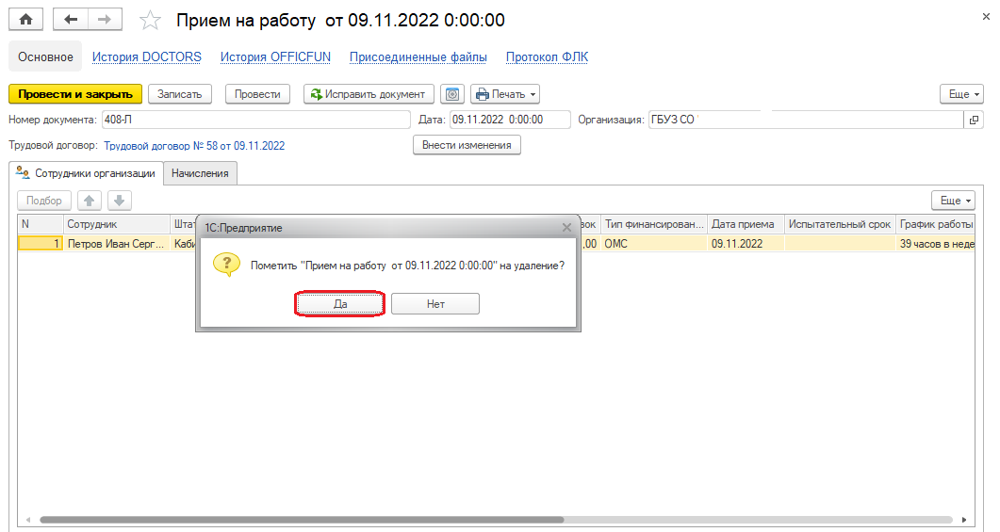 Прием на работу от 09.11.2022 0:00:00
Основное История DOCTORS История OFFICFUN Присоединенные файлы Протокол ФЛК
Провести и закрыть Записать Провести Исправить документ Печать Еще
Номер документа: 408-Л Дата: 09.11.2022 0:00:00 Организация: ГБУЗ СО
Трудовой договор: Трудовой договор № 58 от 09.11.2022 Внести изменения
Сотрудники организации Начисления
Подбор Еще
N Сотрудник Штат вок Тип финансирован... Дата приема Испытательный срок График работы
1 Петров Иван Серг... Каби ,00 ОМС 09.11.2022 39 часов в неде
1С:Предприятие
Пометить "Прием на работу от 09.11.2022 0:00:00" на удаление?
Да Нет